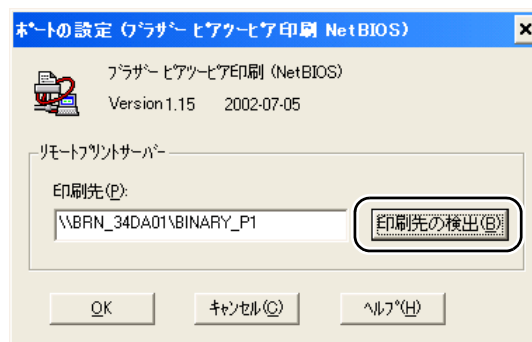 ﾎﾟｰﾄの設定 (ﾌﾞﾗｻﾞｰ ﾋﾟｱﾂｰﾋﾟｱ印刷 NetBIOS)
ﾌﾞﾗｻﾞｰ ﾋﾟｱﾂｰﾋﾟｱ印刷 (NetBIOS)
Version 1.15 2002-07-05
ﾘﾓｰﾄﾌﾟﾘﾝﾄｻｰﾊﾞｰ
印刷先(P):
\\BRN_34DA01\BINARY_P1 印刷先の検出(B)
OK ｷｬﾝｾﾙ(C) ﾍﾙﾌﾟ(H)